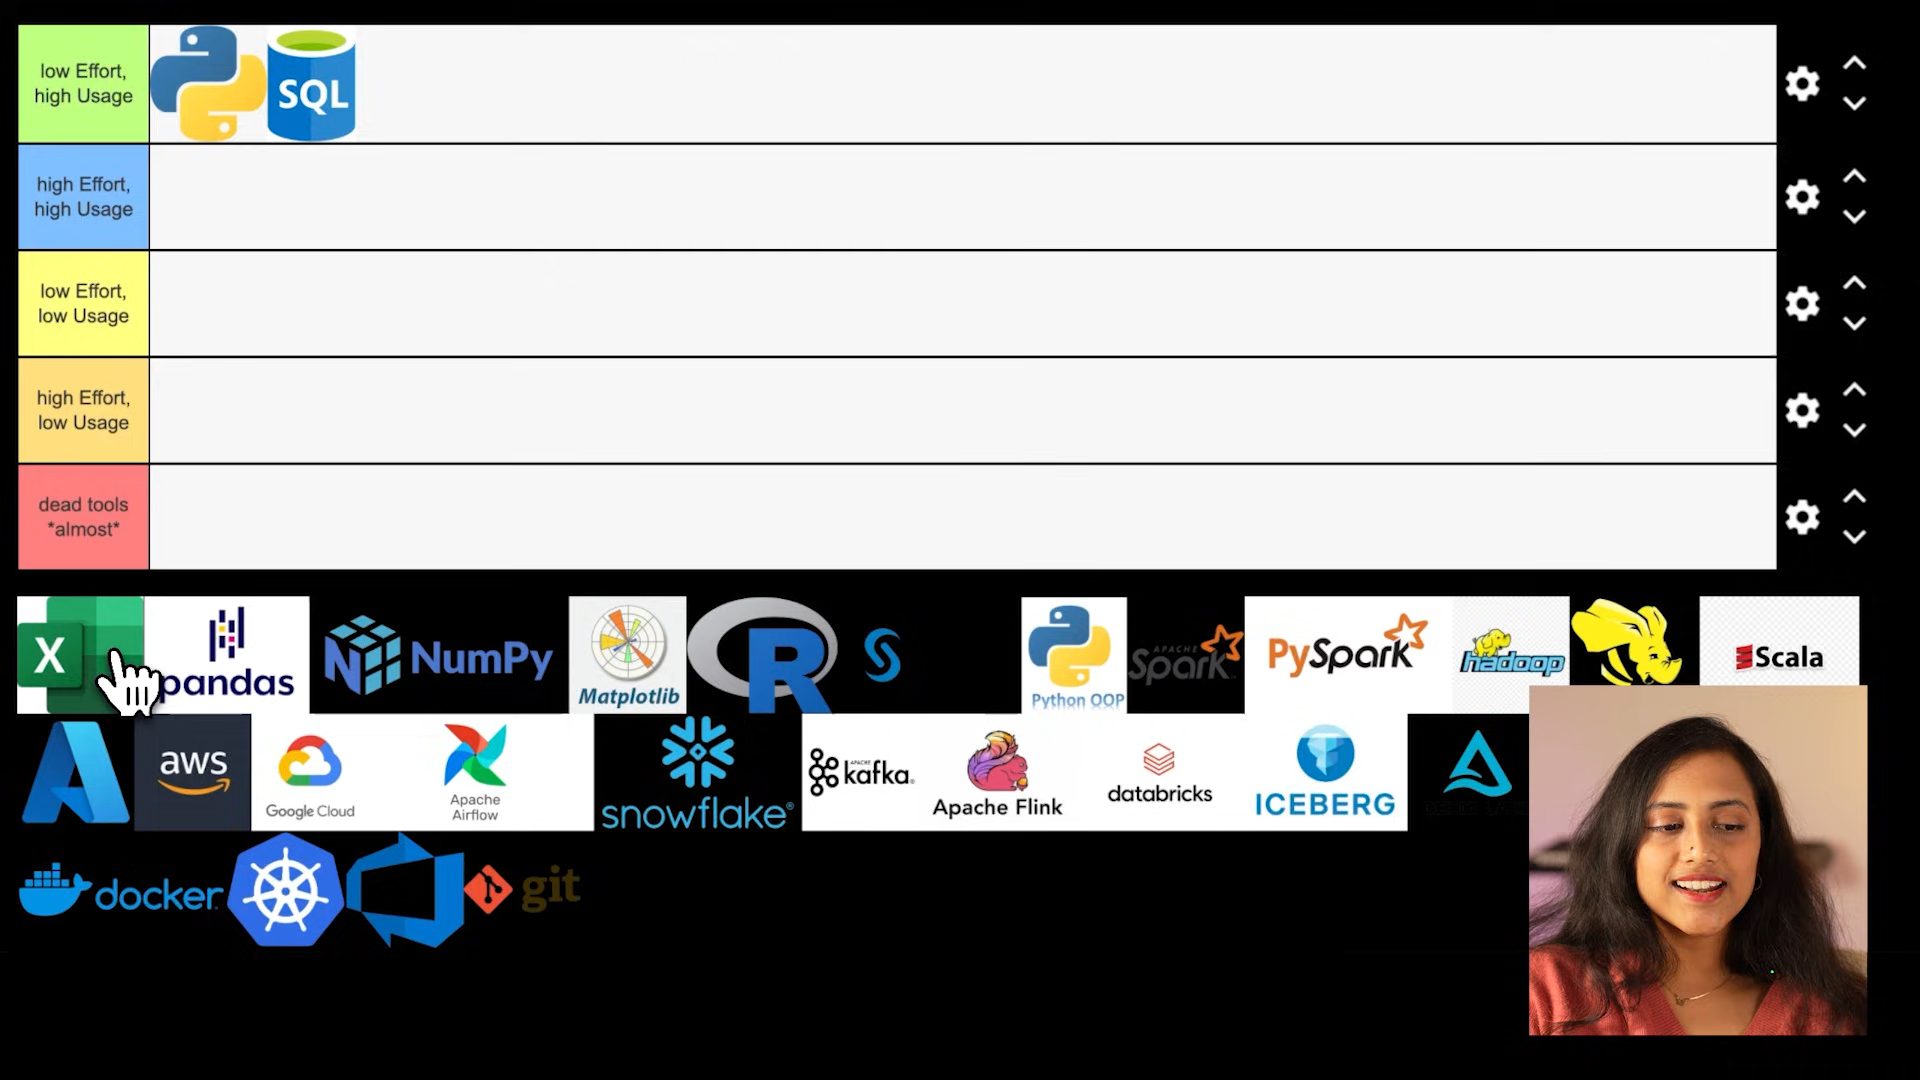 low Effort,
high Usage
SQL
high Effort,
high Usage
low Effort,
low Usage
high Effort,
low Usage
dead tools
*almost*
X
pandas
NumPy
Matplotlib
R
S
Python OOP
APACHE
Spark
PySpark
hadoop
Scala
aws
Google Cloud
Apache
Airflow
snowflake®
APACHE
kafka®
Apache Flink
databricks
ICEBERG
docker
git